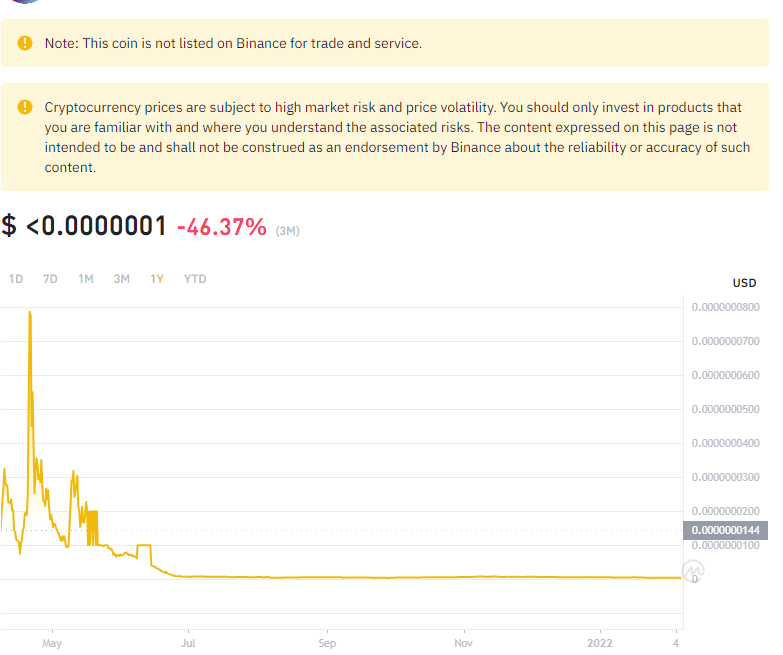 Note: This coin is not listed on Binance for trade and service.
Cryptocurrency prices are subject to high market risk and price volatility. You should only invest in products that
you are familiar with and where you understand the associated risks. The content expressed on this page is not
intended to be and shall not be construed as an endorsement by Binance about the reliability or accuracy of such
content.
$ <0.0000001 -46.37% (3M)
1D 7D 1M 3M 1Y YTD
USD
0.0000000800
0.0000000700
0.0000000600
0.0000000500
0.0000000400
0.0000000300
0.0000000200
0.0000000144
0.0000000100
0
May Jul Sep Nov 2022 4